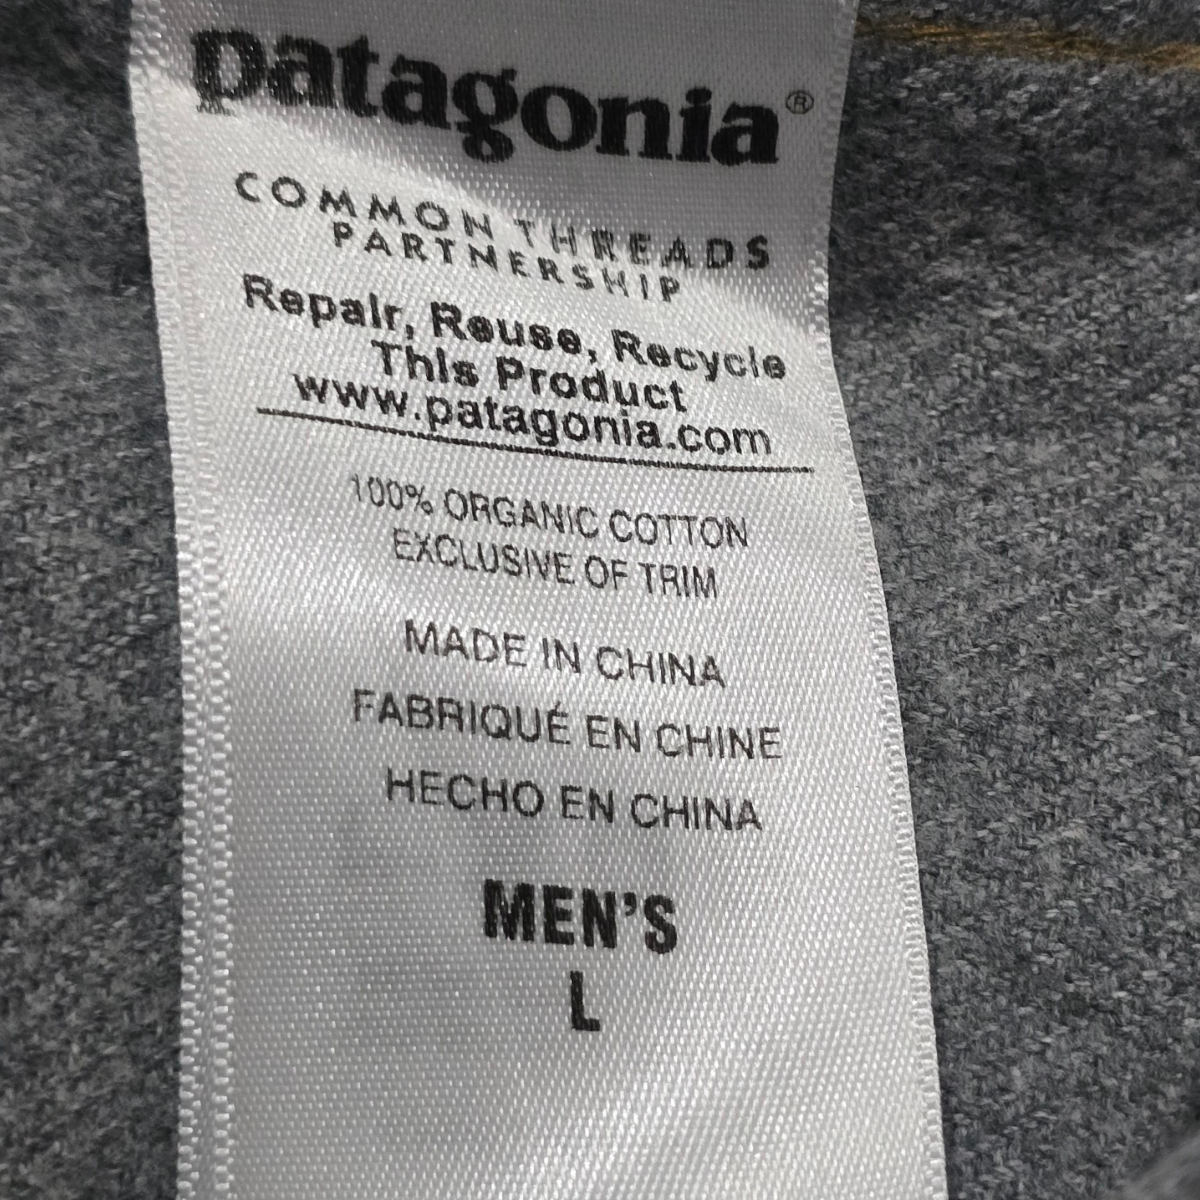 patagonia®
COMMON THREADS
PARTNERSHIP
Repair, Reuse, Recycle
This Product
www.patagonia.com
100% ORGANIC COTTON
EXCLUSIVE OF TRIM
MADE IN CHINA
FABRIQUÉ EN CHINE
HECHO EN CHINA
MEN'S
L